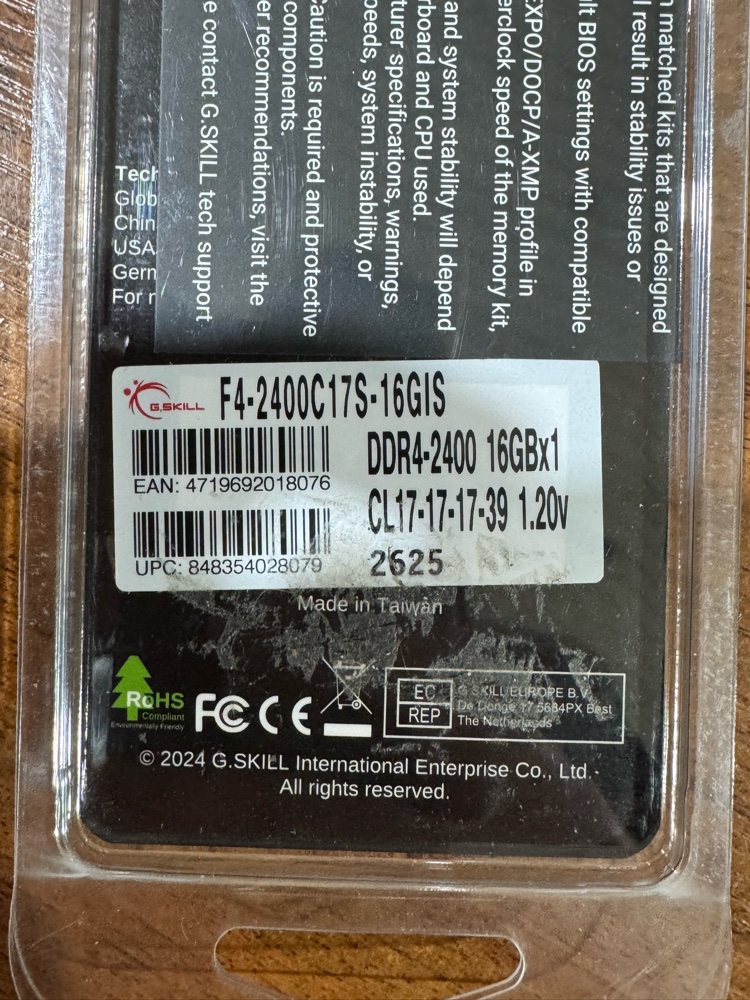 n matched kits that are designed
l result in stability issues or
lt BIOS settings with compatible
EXPO/DOCP/A-XMP profile in
erclock speed of the memory kit,
and system stability will depend
rboard and CPU used.
turer specifications, warnings,
peeds, system instability, or
Caution is required and protective
components.
er recommendations, visit the
e contact G.SKILL tech support
Tech
Glob
Chin
USA
Germ
For r
G.SKILL
F4-2400C17S-16GIS
DDR4-2400 16GBx1
EAN: 4719692018076
CL17-17-17-39 1.20v
UPC: 848354028079
2625
Made in Taiwan
RoHS
Compliant
Environmentally Friendly
FC CE
EC REP
G.SKILL EUROPE B.V.
De Donge 17 5684PX Best
The Netherlands
© 2024 G.SKILL International Enterprise Co., Ltd.
All rights reserved.